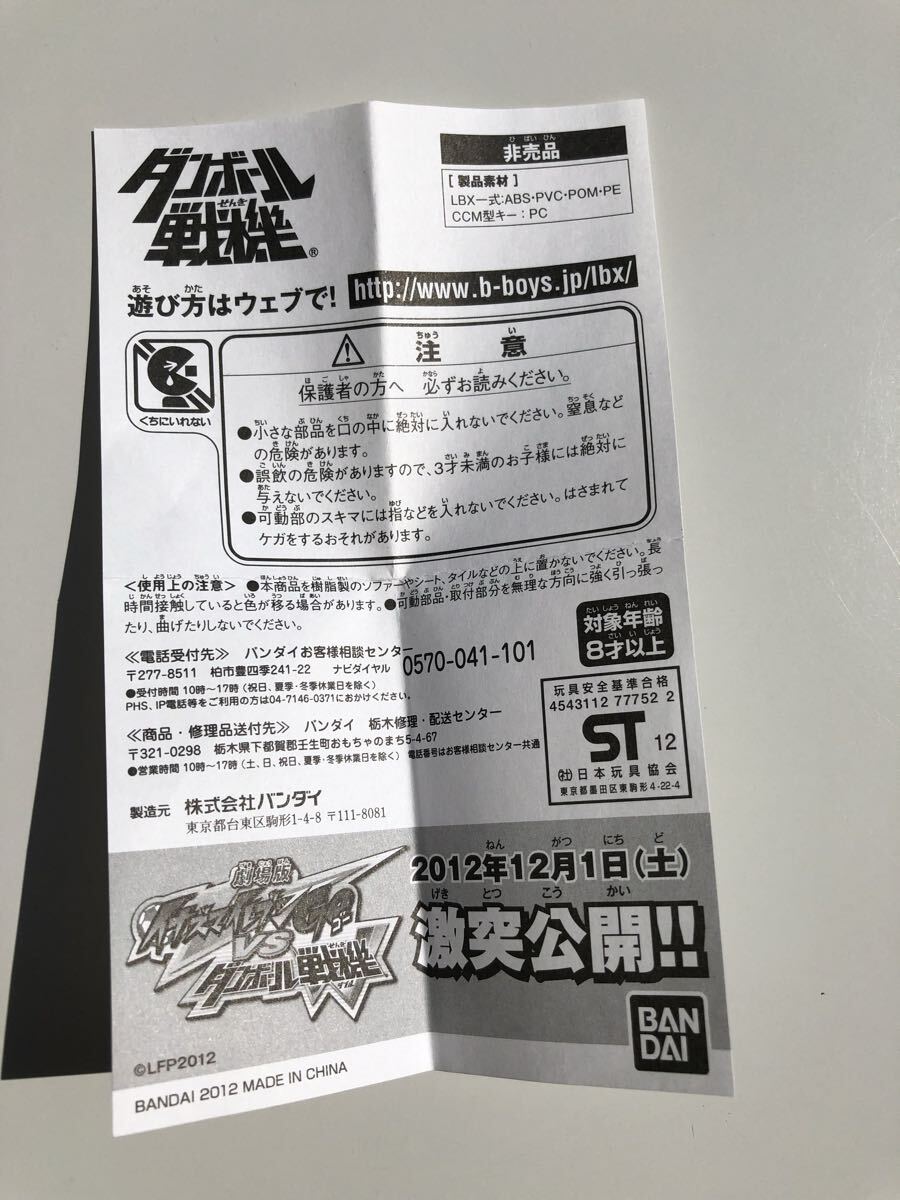 ダンボール
戦機®
せんき
ひばいひん
非売品
[製品素材]
LBX一式:ABS・PVC・POM・PE
CCM型キー:PC
遊び方はウェブで! http://www.b-boys.jp/lbx/
くちにいれない
注意
保護者の方へ 必ずお読みください。
●小さな部品を口の中に絶対に入れないでください。窒息など
の危険があります。
●誤飲の危険がありますので、3才未満のお子様には絶対に
与えないでください。
●可動部のスキマには指などを入れないでください。はさまれて
ケガをするおそれがあります。
<使用上の注意> ●本商品を樹脂製のソファーやシート、タイルなどの上に置かないでください。長
時間接触していると色が移る場合があります。●可動部品・取付部分を無理な方向に強く引っ張っ
たり、曲げたりしないでください。
対象年齢
8才以上
≪電話受付先≫ バンダイお客様相談センター
〒277-8511 柏市豊四季241-22 ナビダイヤル 0570-041-101
●受付時間 10時~17時(祝日、夏季・冬季休業日を除く)
PHS、IP電話等をご利用の方は04-7146-0371におかけください。
≪商品・修理品送付先≫ バンダイ 栃木修理・配送センター
〒321-0298 栃木県下都賀郡壬生町おもちゃのまち5-4-67
●営業時間 10時~17時(土、日、祝日、夏季・冬季休業日を除く) 電話番号はお客様相談センター共通
玩具安全基準合格
4543112 77752 2
ST 12
(社)日本玩具協会
東京都墨田区東駒形4-22-4
製造元 株式会社バンダイ
東京都台東区駒形1-4-8 〒111-8081
劇場版
イナズマイレブンGO
ゴー
VS
ダンボール戦機
せんき
2012年12月1日(土)
激突公開!!
BAN
DAI
©LFP2012
BANDAI 2012 MADE IN CHINA